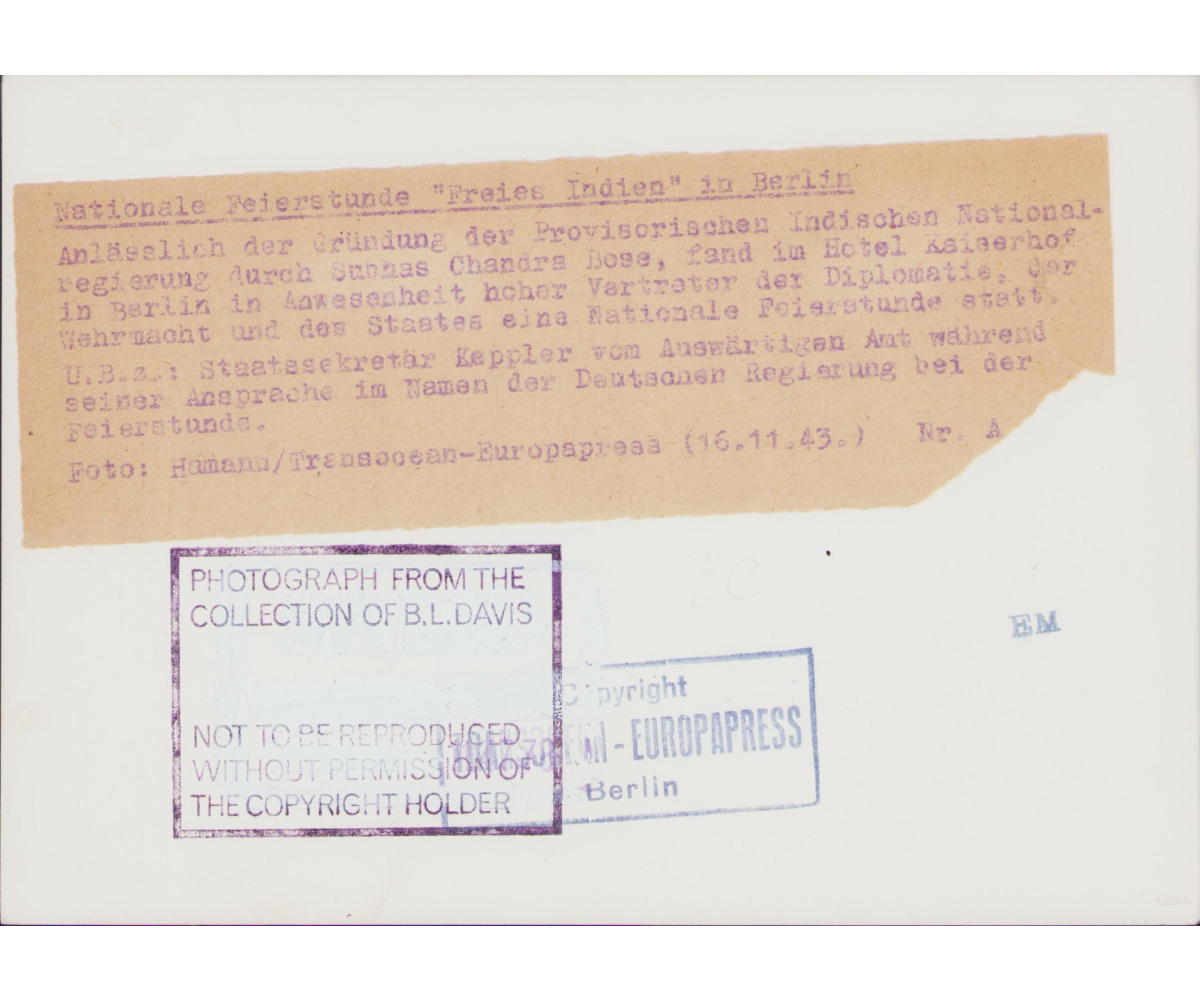 Nationale Feierstunde "Freies Indien" in Berlin
Anlässlich der Gründung der Provisorischen Indischen National-
regierung durch Subhas Chandra Bose, fand im Hotel Kaiserhof
in Berlin in Anwesenheit hoher Vertreter der Diplomatie, der
Wehrmacht und des Staates eine Nationale Feierstunde statt.
U.B.z.: Staatssekretär Keppler vom Auswärtigen Amt während
seiner Ansprache im Namen der Deutschen Regierung bei der
Feierstunde.
Foto: Hamann/Transocean-Europapress (16.11.43.) Nr. A
PHOTOGRAPH FROM THE
COLLECTION OF B.L.DAVIS
NOT TO BE REPRODUCED
WITHOUT PERMISSION OF
THE COPYRIGHT HOLDER
Copyright
TRANSOCEAN-EUROPAPRESS
Berlin
EM